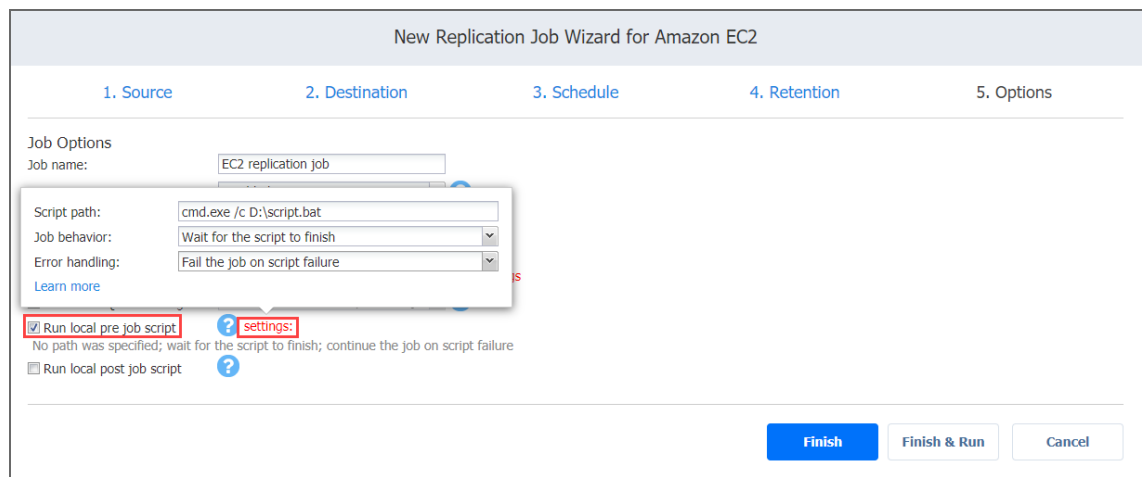 New Replication Job Wizard for Amazon EC2
1. Source 2. Destination 3. Schedule 4. Retention 5. Options
Job Options
Job name: EC2 replication job
Script path: cmd.exe /c D:\script.bat
Job behavior: Wait for the script to finish
Error handling: Fail the job on script failure
Learn more
Run local pre job script ? settings:
No path was specified; wait for the script to finish; continue the job on script failure
Run local post job script ?
Finish Finish & Run Cancel